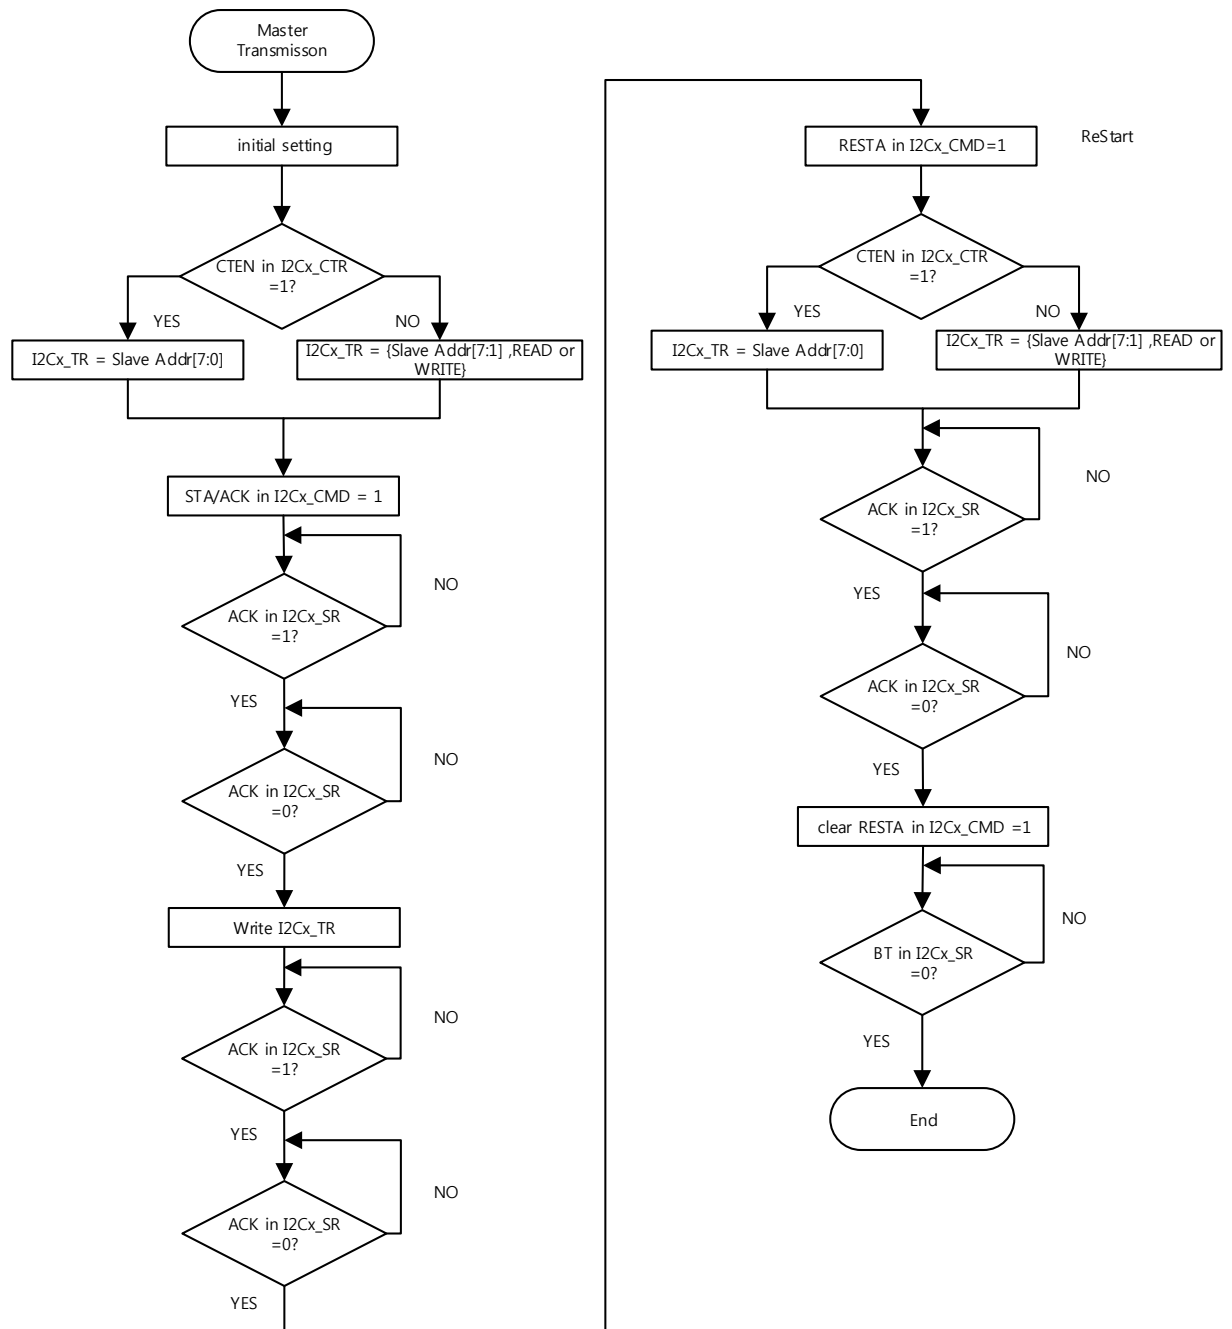 Master
Transmisson
initial setting
CTEN in I2Cx_CTR
=1?
YES
NO
I2Cx_TR = Slave Addr[7:0]
I2Cx_TR = {Slave Addr[7:1] ,READ or
WRITE}
STA/ACK in I2Cx_CMD = 1
NO
ACK in I2Cx_SR
=1?
YES
NO
ACK in I2Cx_SR
=0?
YES
Write I2Cx_TR
NO
ACK in I2Cx_SR
=1?
YES
NO
ACK in I2Cx_SR
=0?
YES
RESTA in I2Cx_CMD=1
ReStart
CTEN in I2Cx_CTR
=1?
YES
NO
I2Cx_TR = Slave Addr[7:0]
I2Cx_TR = {Slave Addr[7:1] ,READ or
WRITE}
NO
ACK in I2Cx_SR
=1?
YES
NO
ACK in I2Cx_SR
=0?
YES
clear RESTA in I2Cx_CMD =1
NO
BT in I2Cx_SR
=0?
YES
End